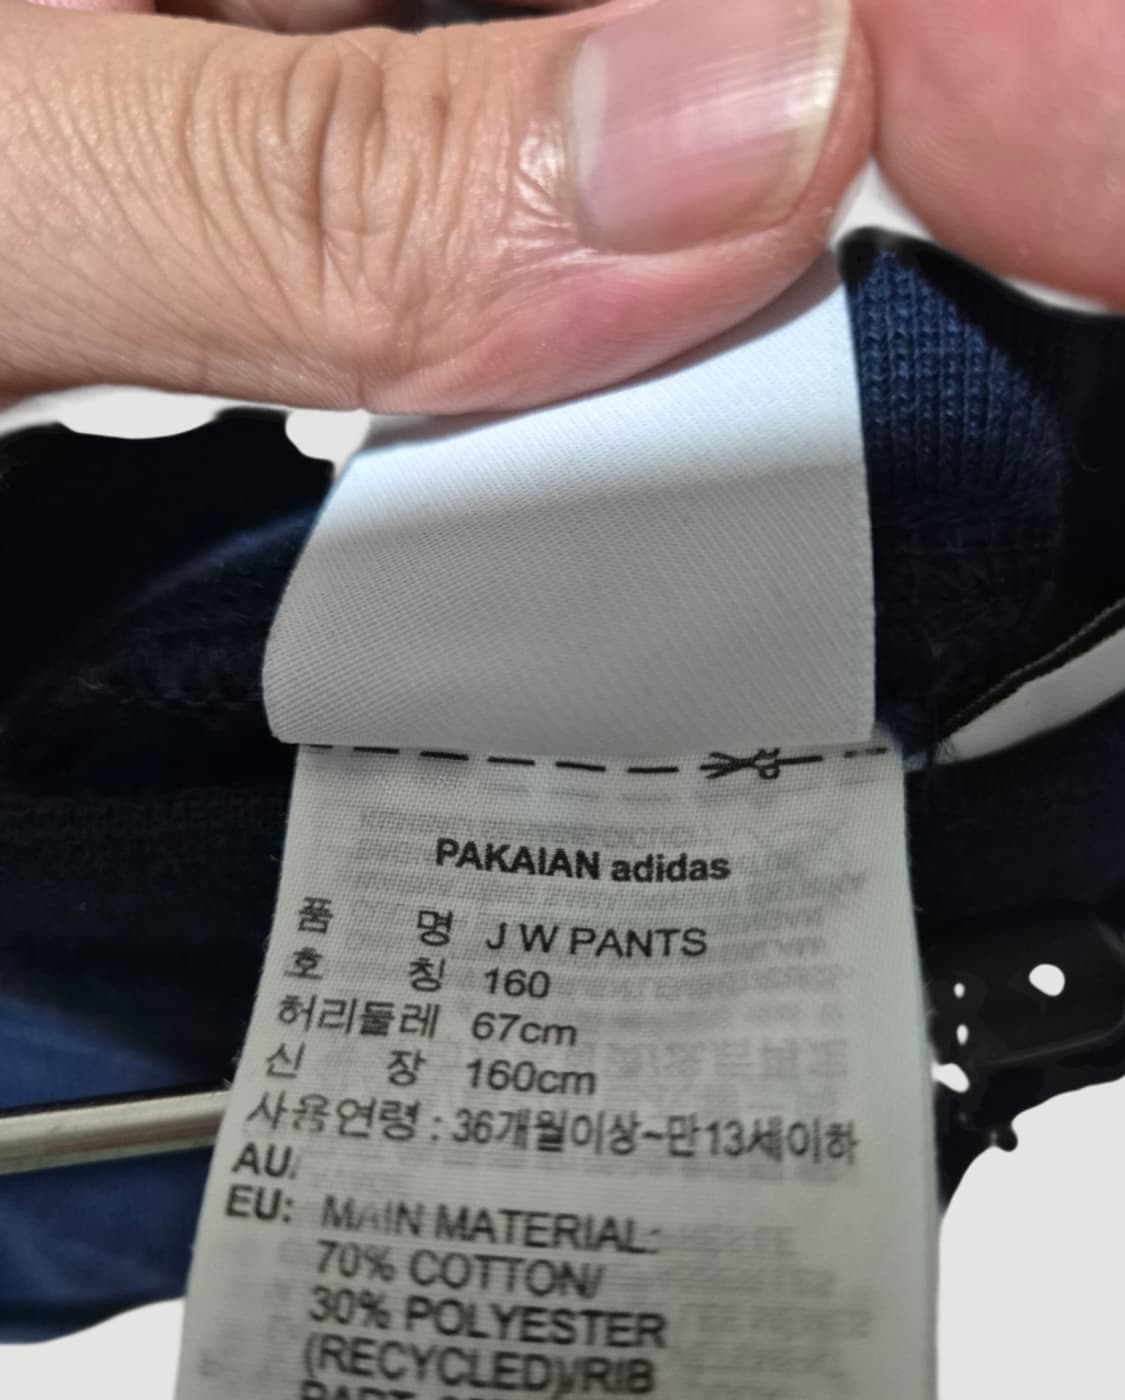 PAKAIAN adidas
품 명 J W PANTS
호 칭 160
허리둘레 67cm
신 장 160cm
사용연령 : 36개월이상~만13세이하
AU/
EU: MAIN MATERIAL:
70% COTTON/
30% POLYESTER
(RECYCLED)/RIB
PART: